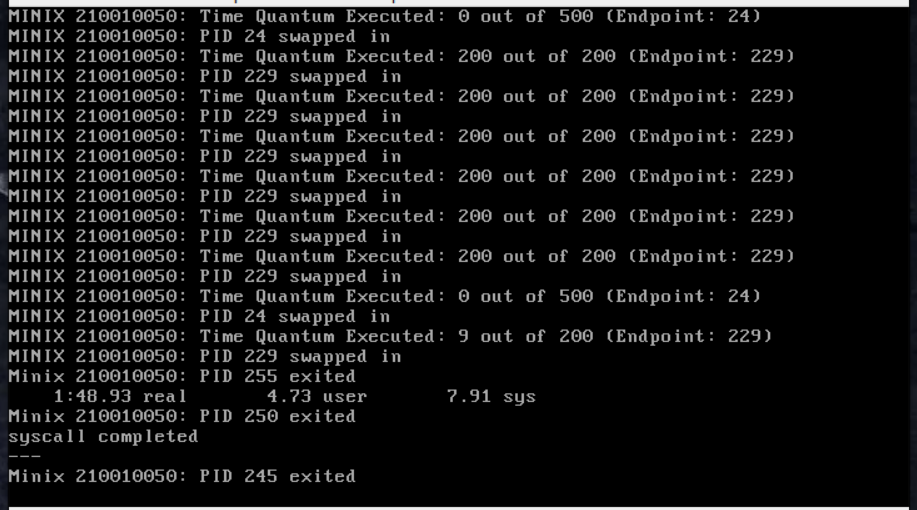 MINIX 210010050: Time Quantum Executed: 0 out of 500 (Endpoint: 24)
MINIX 210010050: PID 24 swapped in
MINIX 210010050: Time Quantum Executed: 200 out of 200 (Endpoint: 229)
MINIX 210010050: PID 229 swapped in
MINIX 210010050: Time Quantum Executed: 200 out of 200 (Endpoint: 229)
MINIX 210010050: PID 229 swapped in
MINIX 210010050: Time Quantum Executed: 200 out of 200 (Endpoint: 229)
MINIX 210010050: PID 229 swapped in
MINIX 210010050: Time Quantum Executed: 200 out of 200 (Endpoint: 229)
MINIX 210010050: PID 229 swapped in
MINIX 210010050: Time Quantum Executed: 200 out of 200 (Endpoint: 229)
MINIX 210010050: PID 229 swapped in
MINIX 210010050: Time Quantum Executed: 200 out of 200 (Endpoint: 229)
MINIX 210010050: PID 229 swapped in
MINIX 210010050: Time Quantum Executed: 0 out of 500 (Endpoint: 24)
MINIX 210010050: PID 24 swapped in
MINIX 210010050: Time Quantum Executed: 9 out of 200 (Endpoint: 229)
MINIX 210010050: PID 229 swapped in
Minix 210010050: PID 255 exited
1:48.93 real 4.73 user 7.91 sys
Minix 210010050: PID 250 exited
syscall completed
---
Minix 210010050: PID 245 exited